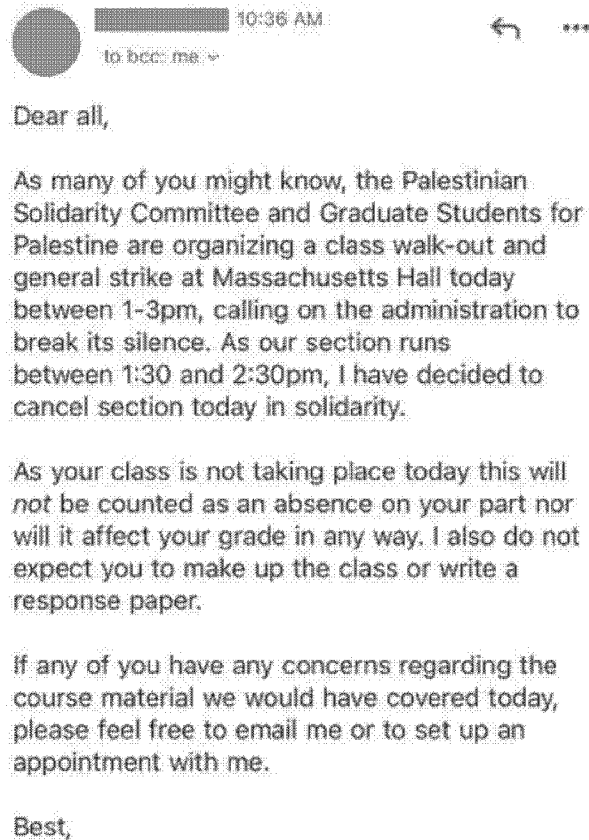 10:36 AM
to bcc: me
Dear all,
As many of you might know, the Palestinian
Solidarity Committee and Graduate Students for
Palestine are organizing a class walk-out and
general strike at Massachusetts Hall today
between 1-3pm, calling on the administration to
break its silence. As our section runs
between 1:30 and 2:30pm, I have decided to
cancel section today in solidarity.
As your class is not taking place today this will
not be counted as an absence on your part nor
will it affect your grade in any way. I also do not
expect you to make up the class or write a
response paper.
If any of you have any concerns regarding the
course material we would have covered today,
please feel free to email me or to set up an
appointment with me.
Best,